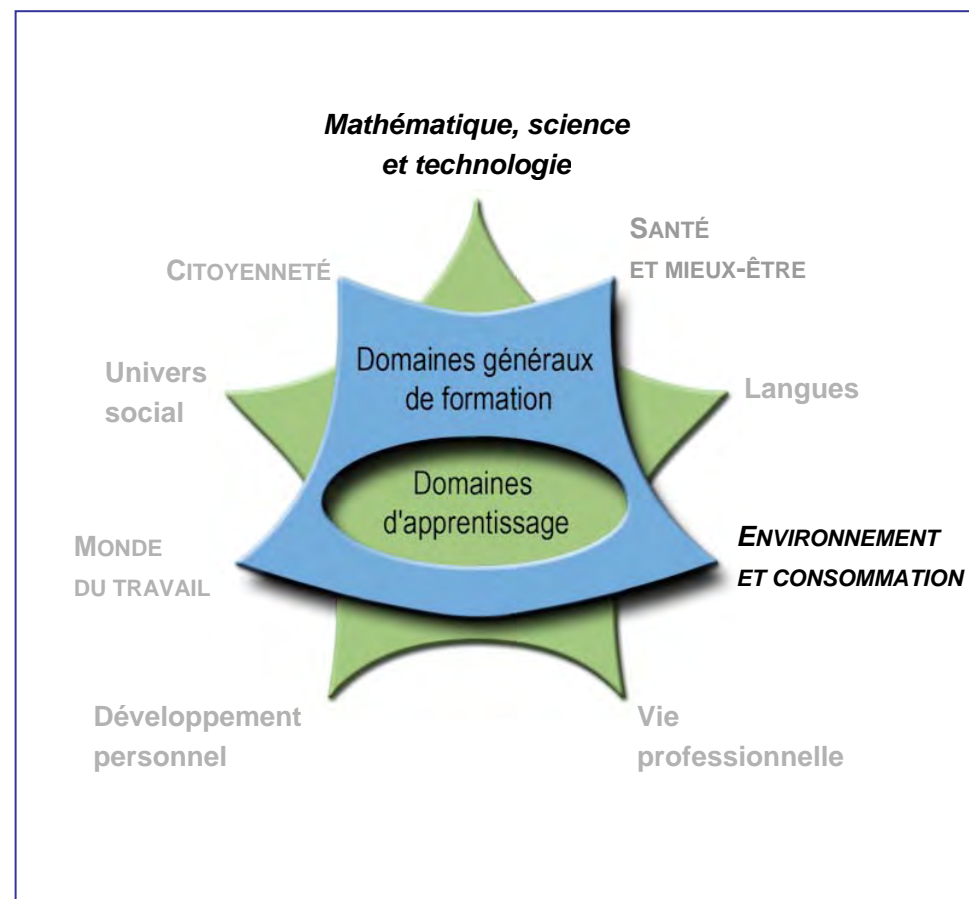 Mathématique, science
et technologie
SANTÉ
ET MIEUX-ÊTRE
CITOYENNETÉ
Domaines généraux
de formation
Univers
social
Langues
Domaines
d'apprentissage
MONDE
DU TRAVAIL
ENVIRONNEMENT
ET CONSOMMATION
Développement
personnel
Vie
professionnelle